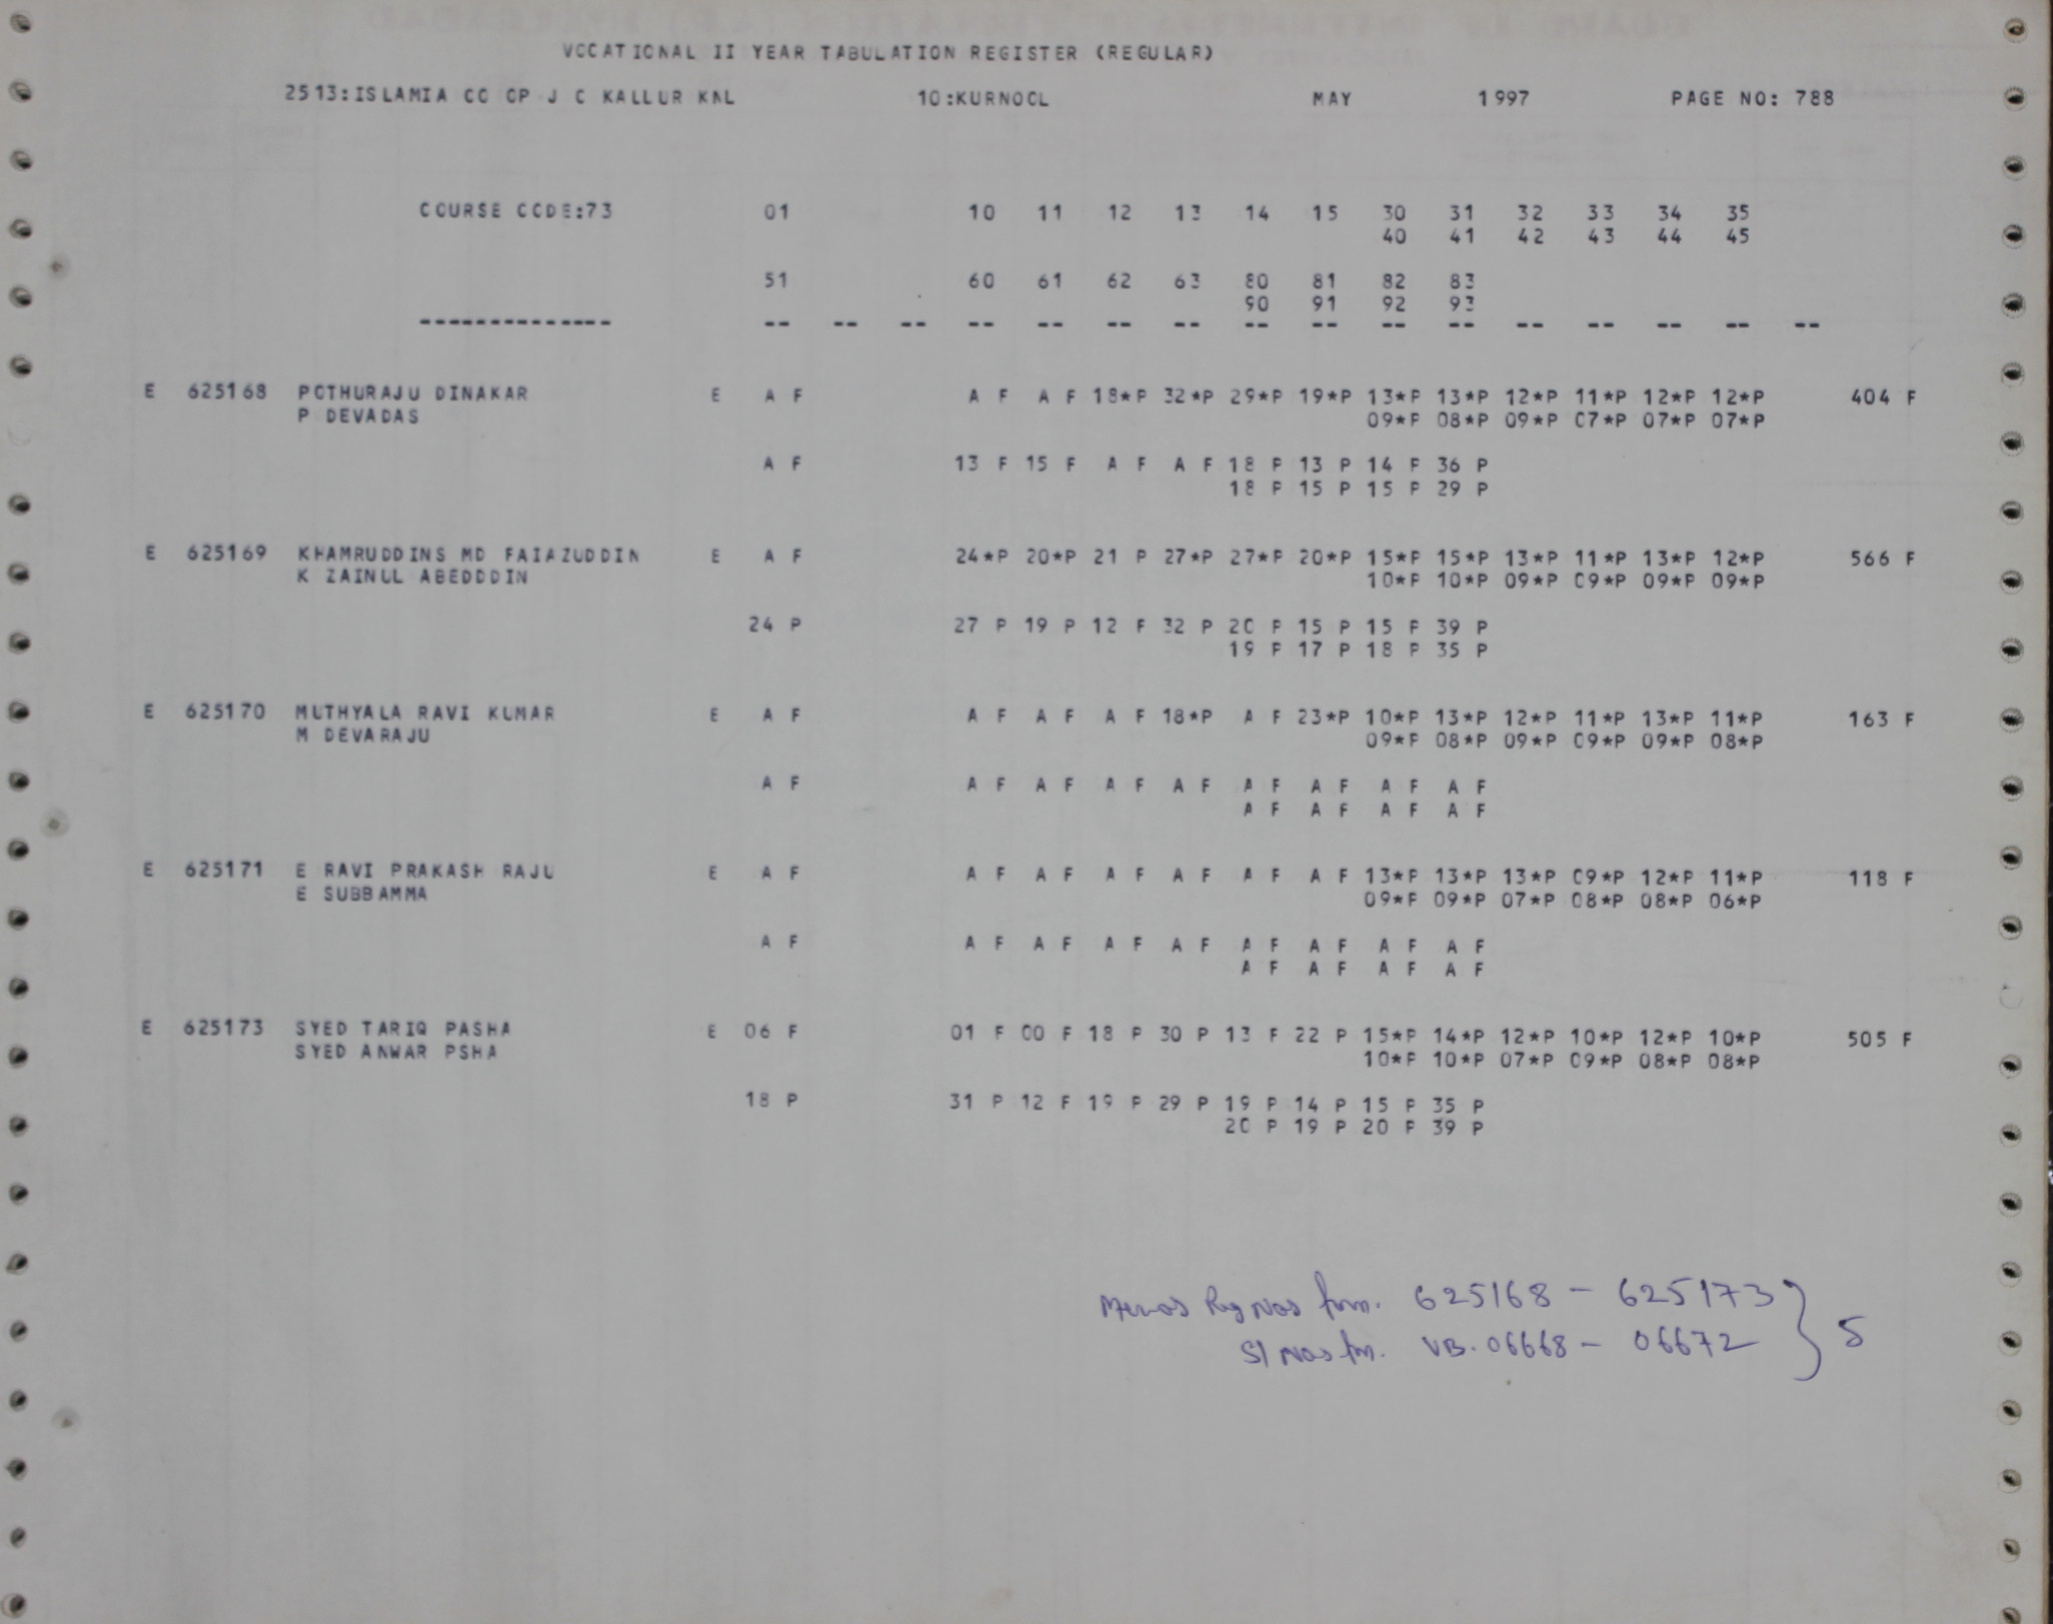 VOCATIONAL II YEAR TABULATION REGISTER (REGULAR)
2513:ISLAMIA CO OP J C KALLUR KNL 10:KURNOOL MAY 1997 PAGE NO: 788
COURSE CODE:73 01 10 11 12 13 14 15 30 31 32 33 34 35
40 41 42 43 44 45
51 60 61 62 63 80 81 82 83
90 91 92 93
-------------- -- -- -- -- -- -- -- -- -- -- -- -- -- -- -- --
E 625168 POTHURAJU DINAKAR E A F A F A F 18*P 32*P 29*P 19*P 13*P 13*P 12*P 11*P 12*P 12*P 404 F
P DEVADAS 09*P 08*P 09*P 07*P 07*P 07*P
A F 13 F 15 F A F A F 18 P 13 P 14 P 36 P
18 P 15 P 15 P 29 P
E 625169 KHAMRUDDINS MD FAIAZUDDIN E A F 24*P 20*P 21 P 27*P 27*P 20*P 15*P 15*P 13*P 11*P 13*P 12*P 566 F
K ZAINUL ABEDDDIN 10*P 10*P 09*P 09*P 09*P 09*P
24 P 27 P 19 P 12 F 32 P 20 P 15 P 15 P 39 P
19 P 17 P 18 P 35 P
E 625170 MUTHYALA RAVI KUMAR E A F A F A F A F 18*P A F 23*P 10*P 13*P 12*P 11*P 13*P 11*P 163 F
M DEVARAJU 09*P 08*P 09*P 09*P 09*P 08*P
A F A F A F A F A F A F A F A F A F
A F A F A F A F
E 625171 E RAVI PRAKASH RAJU E A F A F A F A F A F A F A F 13*P 13*P 13*P 09*P 12*P 11*P 118 F
E SUBBAMMA 09*P 09*P 07*P 08*P 08*P 06*P
A F A F A F A F A F A F A F A F A F
A F A F A F A F
E 625173 SYED TARIQ PASHA E 06 F 01 F 00 F 18 P 30 P 13 F 22 P 15*P 14*P 12*P 10*P 12*P 10*P 505 F
SYED ANWAR PSHA 10*P 10*P 07*P 09*P 08*P 08*P
18 P 31 P 12 F 19 P 29 P 19 P 14 P 15 P 35 P
20 P 19 P 20 P 39 P
Memos Reg Nos from. 625168 - 625173
Sl Nos fm. VB. 06668 - 06672 } 5